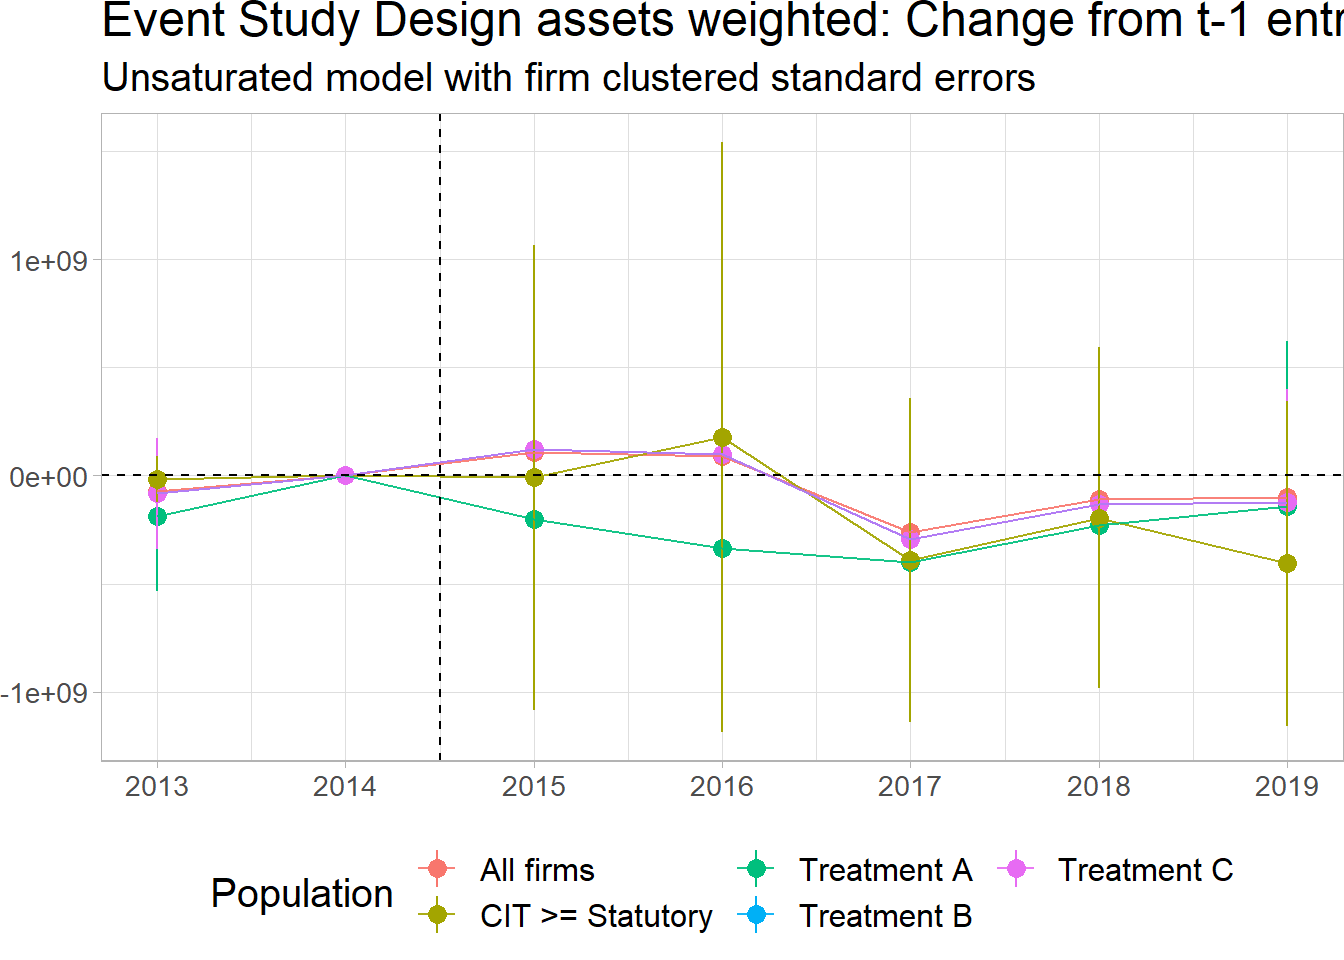 Event Study Design assets weighted: Change from t-1 entr
Unsaturated model with firm clustered standard errors
1e+09
0e+00
-1e+09
2013 2014 2015 2016 2017 2018 2019
Population
All firms
Treatment A
Treatment C
CIT >= Statutory
Treatment B